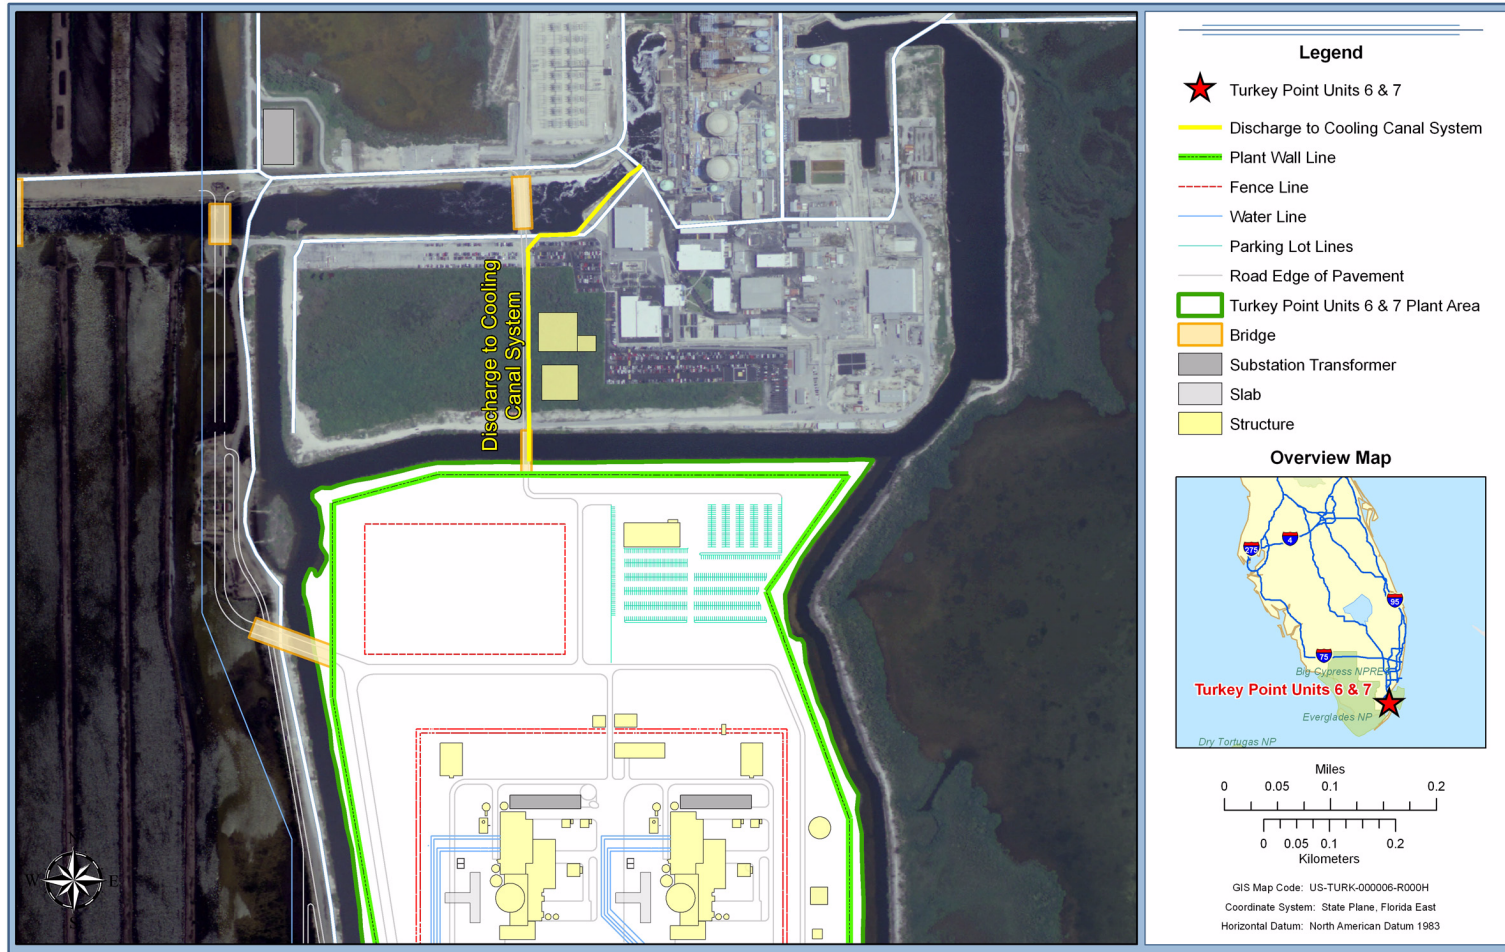 Discharge to Cooling
Canal System
N
W
E
Legend
Turkey Point Units 6 & 7
Discharge to Cooling Canal System
Plant Wall Line
Fence Line
Water Line
Parking Lot Lines
Road Edge of Pavement
Turkey Point Units 6 & 7 Plant Area
Bridge
Substation Transformer
Slab
Structure
Overview Map
4
275
95
75
Big Cypress NPRE
Turkey Point Units 6 & 7
Everglades NP
Dry Tortugas NP
Miles
0 0.05 0.1 0.2
0 0.05 0.1 0.2
Kilometers
GIS Map Code: US-TURK-000006-R000H
Coordinate System: State Plane, Florida East
Horizontal Datum: North American Datum 1983